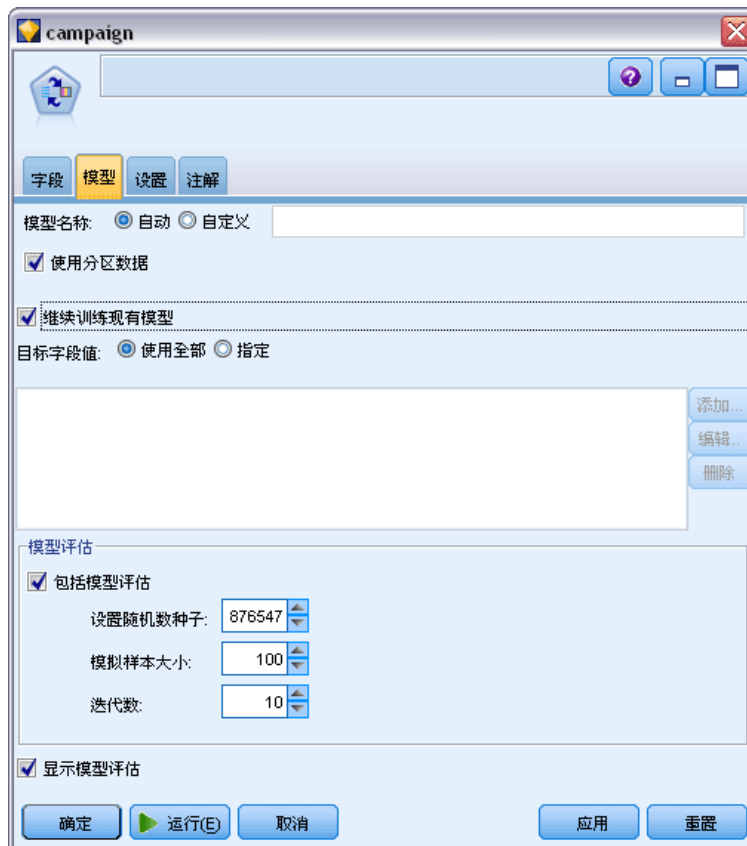 campaign
字段 模型 设置 注解
模型名称: 自动 自定义
使用分区数据
继续训练现有模型
目标字段值: 使用全部 指定
添加...
编辑...
删除
模型评估
包括模型评估
设置随机数种子: 876547
模拟样本大小: 100
迭代数: 10
显示模型评估
确定 运行(E) 取消 应用 重置